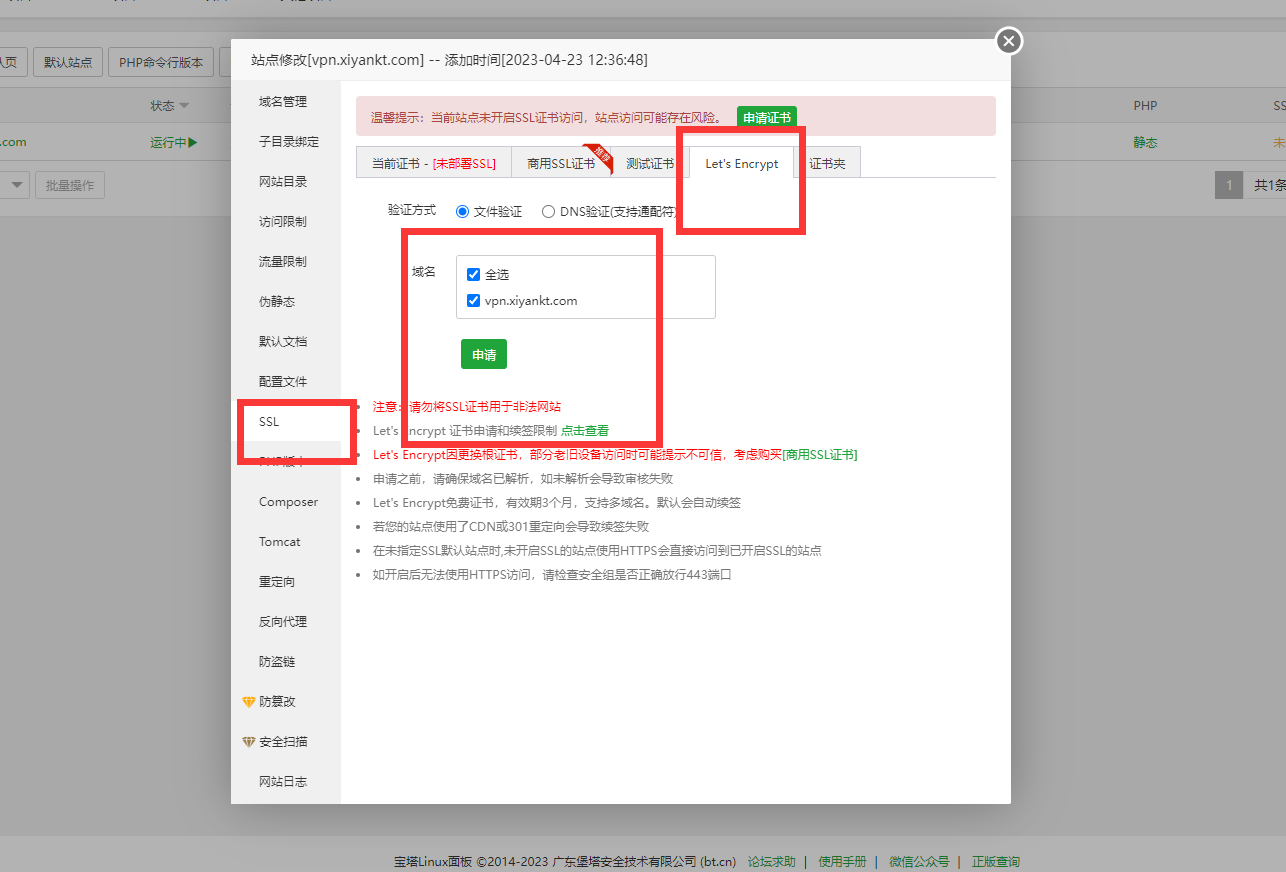 认页 默认站点 PHP命令行版本
站点修改[vpn.xiyankt.com] -- 添加时间[2023-04-23 12:36:48]
状态
PHP
SS
.com
运行中
静态
未
批量操作
1
共1条
域名管理
子目录绑定
网站目录
访问限制
流量限制
伪静态
默认文档
配置文件
SSL
Composer
Tomcat
重定向
反向代理
防盗链
防篡改
安全扫描
网站日志
温馨提示：当前站点未开启SSL证书访问，站点访问可能存在风险。 申请证书
当前证书 - [未部署SSL] 商用SSL证书 推荐 测试证书 Let's Encrypt 证书夹
验证方式 文件验证 DNS验证(支持通配符)
域名
全选
vpn.xiyankt.com
申请
注意：请勿将SSL证书用于非法网站
Let's Encrypt 证书申请和续签限制 点击查看
Let's Encrypt因更换根证书，部分老旧设备访问时可能提示不可信，考虑购买[商用SSL证书]
申请之前，请确保域名已解析，如未解析会导致审核失败
Let's Encrypt免费证书，有效期3个月，支持多域名。默认会自动续签
若您的站点使用了CDN或301重定向会导致续签失败
在未指定SSL默认站点时,未开启SSL的站点使用HTTPS会直接访问到已开启SSL的站点
如开启后无法使用HTTPS访问，请检查安全组是否正确放行443端口
宝塔Linux面板 ©2014-2023 广东堡塔安全技术有限公司 (bt.cn) 论坛求助 | 使用手册 | 微信公众号 | 正版查询